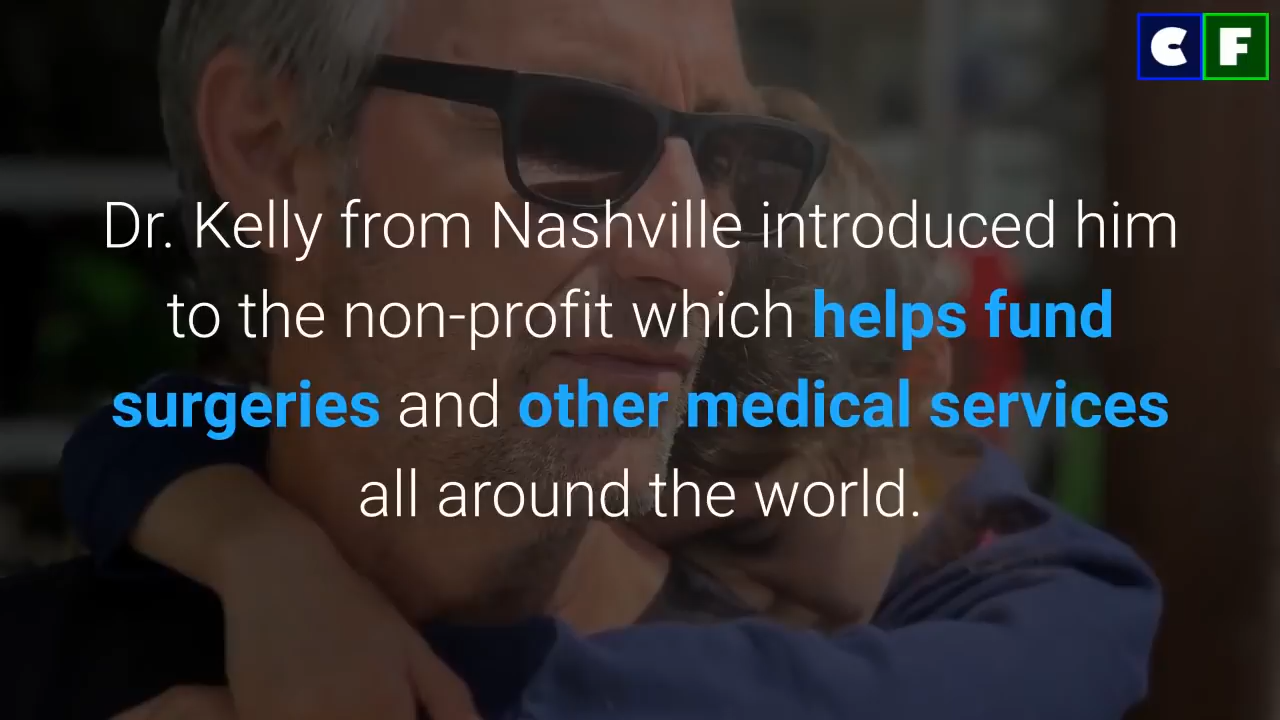 C F
Dr. Kelly from Nashville introduced him
to the non-profit which helps fund
surgeries and other medical services
all around the world.